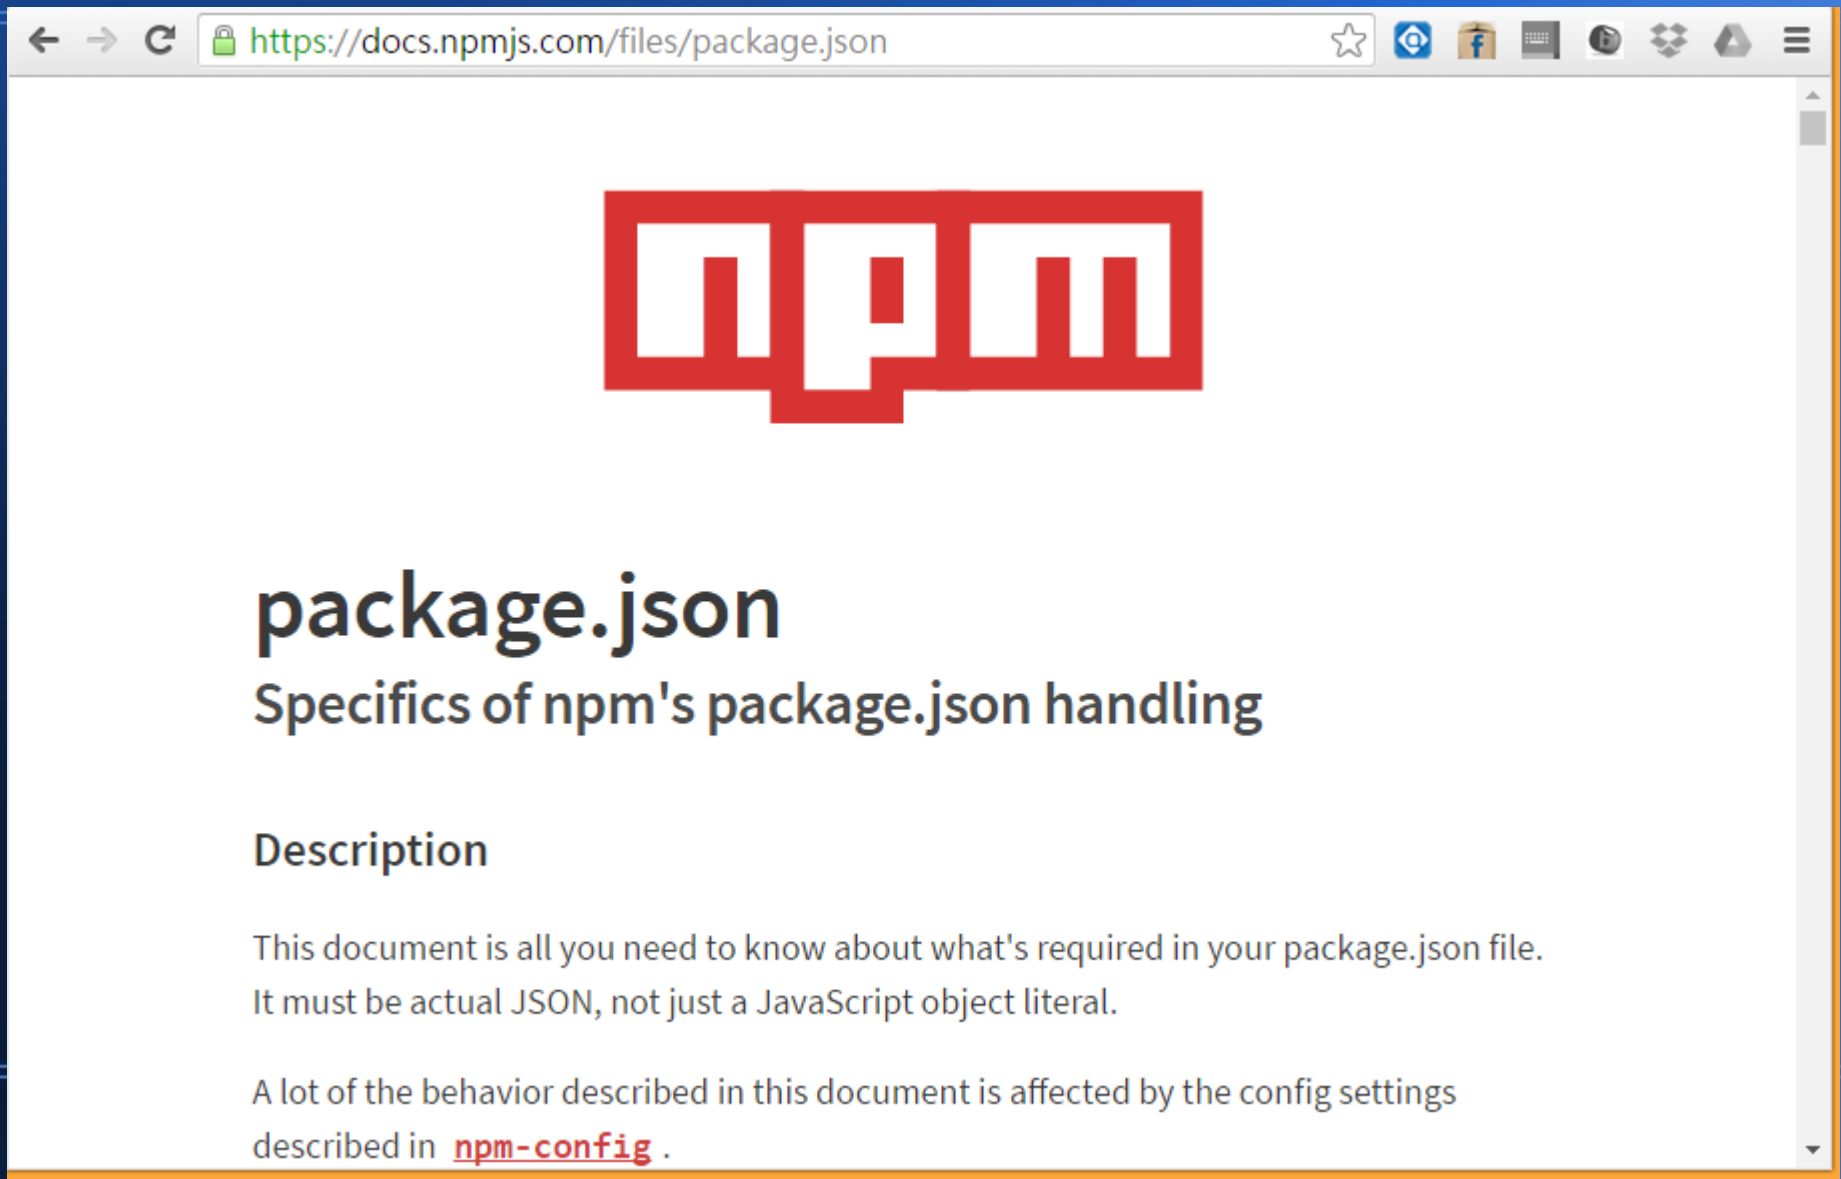 https://docs.npmjs.com/files/package.json
npm
package.json
Specifics of npm's package.json handling
Description
This document is all you need to know about what's required in your package.json file.
It must be actual JSON, not just a JavaScript object literal.
A lot of the behavior described in this document is affected by the config settings
described in npm-config .